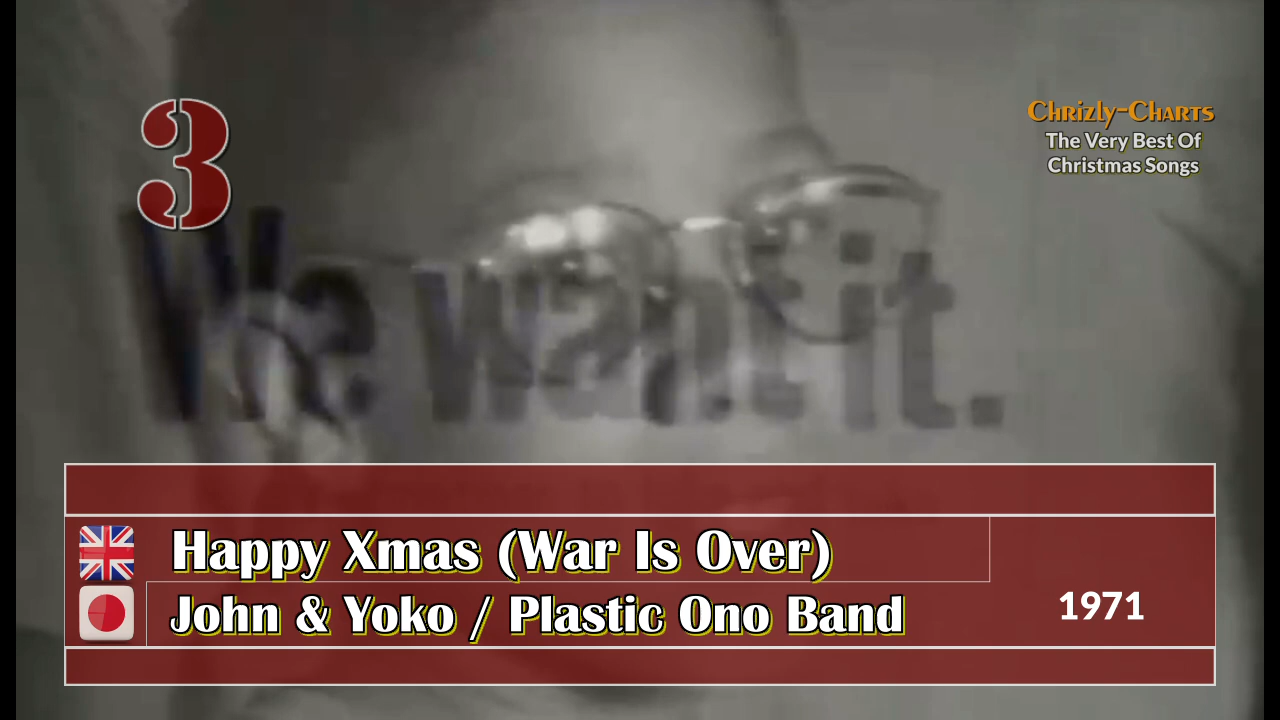 3
Chrizly-Charts
The Very Best Of
Christmas Songs
We want it.
Happy Xmas (War Is Over)
John & Yoko / Plastic Ono Band
1971